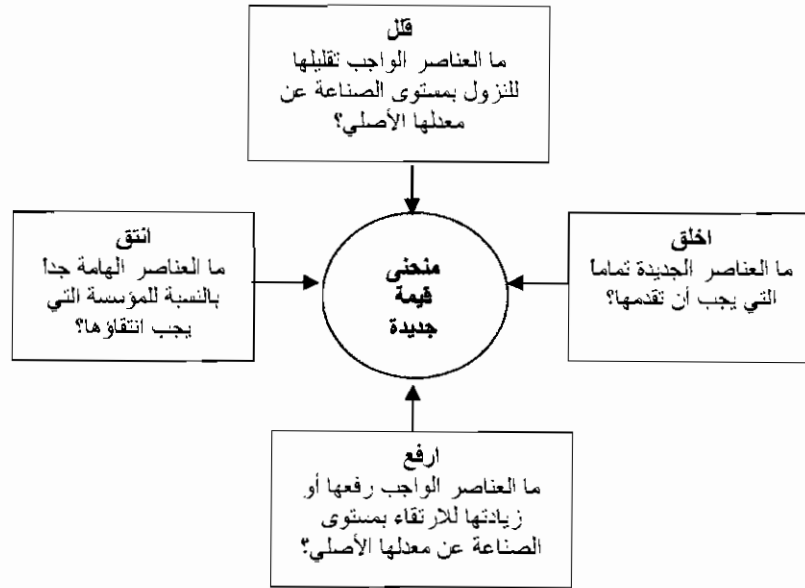 قلل
ما العناصر الواجب تقليلها
للنزول بمستوى الصناعة عن
معدلها الأصلي؟
اخلق
ما العناصر الجديدة تماماً
التي يجب أن تقدمها؟
منحنى
قيمة
جديدة
انتق
ما العناصر الهامة جداً
بالنسبة للمؤسسة التي
يجب انتقاؤها؟
ارفع
ما العناصر الواجب رفعها أو
زيادتها للارتقاء بمستوى
الصناعة عن معدلها الأصلي؟